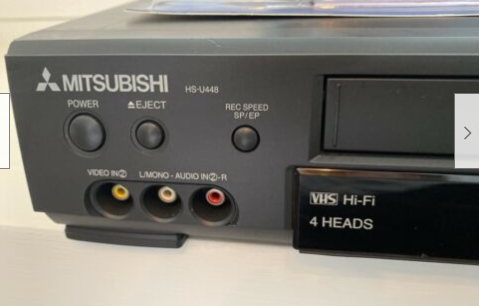 MITSUBISHI HS-U448
POWER ⏏EJECT
REC SPEED
SP/EP
VIDEO IN② L/MONO - AUDIO IN②-R
VHS Hi-Fi
4 HEADS